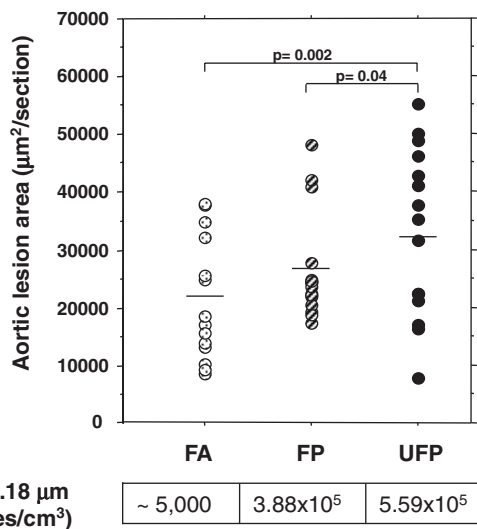 70000
60000
50000
40000
30000
20000
10000
0
Aortic lesion area (μm²/section)
p= 0.002
p= 0.04
FA FP UFP
.18 μm
es/cm³)
~ 5,000 3.88x10⁵ 5.59x10⁵